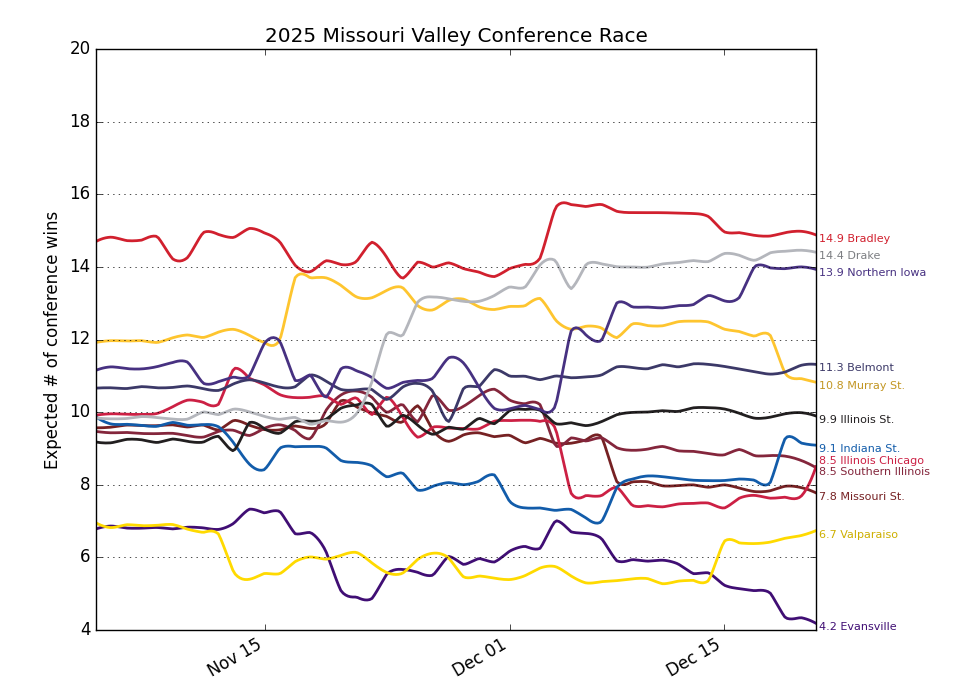 2025 Missouri Valley Conference Race
Expected # of conference wins
20
18
16
14
12
10
8
6
4
Nov 15
Dec 01
Dec 15
14.9 Bradley
14.4 Drake
13.9 Northern Iowa
11.3 Belmont
10.8 Murray St.
9.9 Illinois St.
9.1 Indiana St.
8.5 Illinois Chicago
8.5 Southern Illinois
7.8 Missouri St.
6.7 Valparaiso
4.2 Evansville